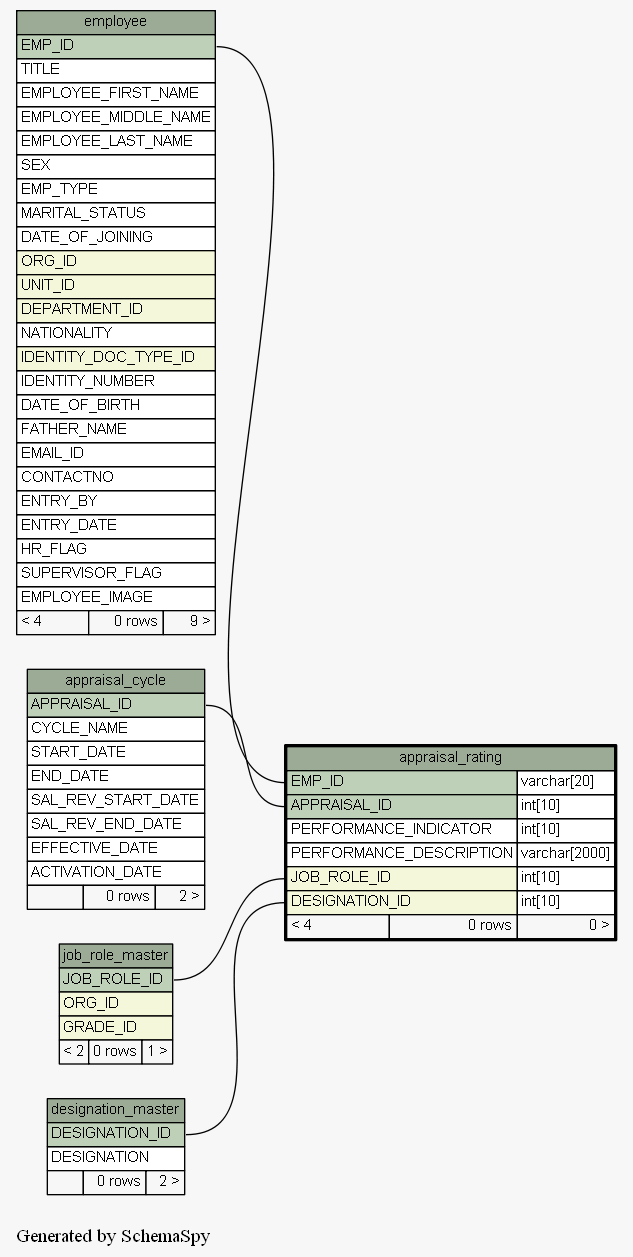 employee
EMP_ID
TITLE
EMPLOYEE_FIRST_NAME
EMPLOYEE_MIDDLE_NAME
EMPLOYEE_LAST_NAME
SEX
EMP_TYPE
MARITAL_STATUS
DATE_OF_JOINING
ORG_ID
UNIT_ID
DEPARTMENT_ID
NATIONALITY
IDENTITY_DOC_TYPE_ID
IDENTITY_NUMBER
DATE_OF_BIRTH
FATHER_NAME
EMAIL_ID
CONTACTNO
ENTRY_BY
ENTRY_DATE
HR_FLAG
SUPERVISOR_FLAG
EMPLOYEE_IMAGE
< 4 0 rows 9 >
appraisal_cycle
APPRAISAL_ID
CYCLE_NAME
START_DATE
END_DATE
SAL_REV_START_DATE
SAL_REV_END_DATE
EFFECTIVE_DATE
ACTIVATION_DATE
0 rows 2 >
appraisal_rating
EMP_ID varchar[20]
APPRAISAL_ID int[10]
PERFORMANCE_INDICATOR int[10]
PERFORMANCE_DESCRIPTION varchar[2000]
JOB_ROLE_ID int[10]
DESIGNATION_ID int[10]
< 4 0 rows 0 >
job_role_master
JOB_ROLE_ID
ORG_ID
GRADE_ID
< 2 0 rows 1 >
designation_master
DESIGNATION_ID
DESIGNATION
0 rows 2 >
Generated by SchemaSpy